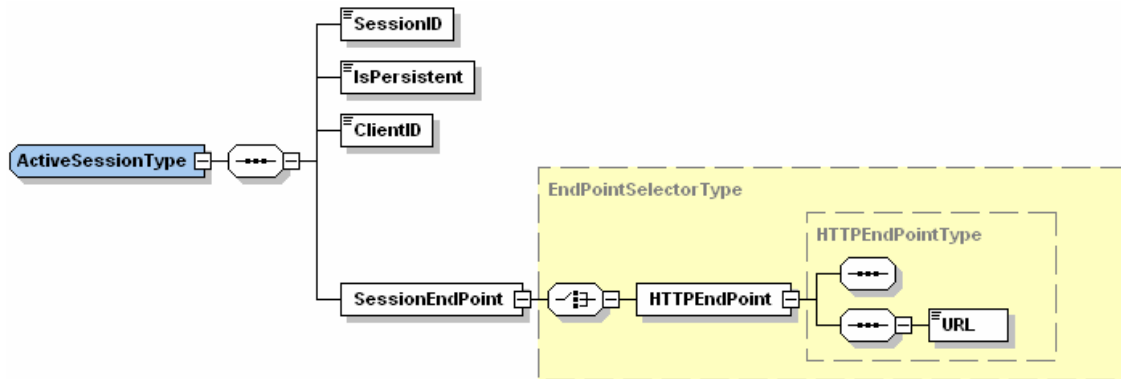 SessionID
IsPersistent
ClientID
ActiveSessionType
EndPointSelectorType
HTTPEndPointType
SessionEndPoint
HTTPEndPoint
URL